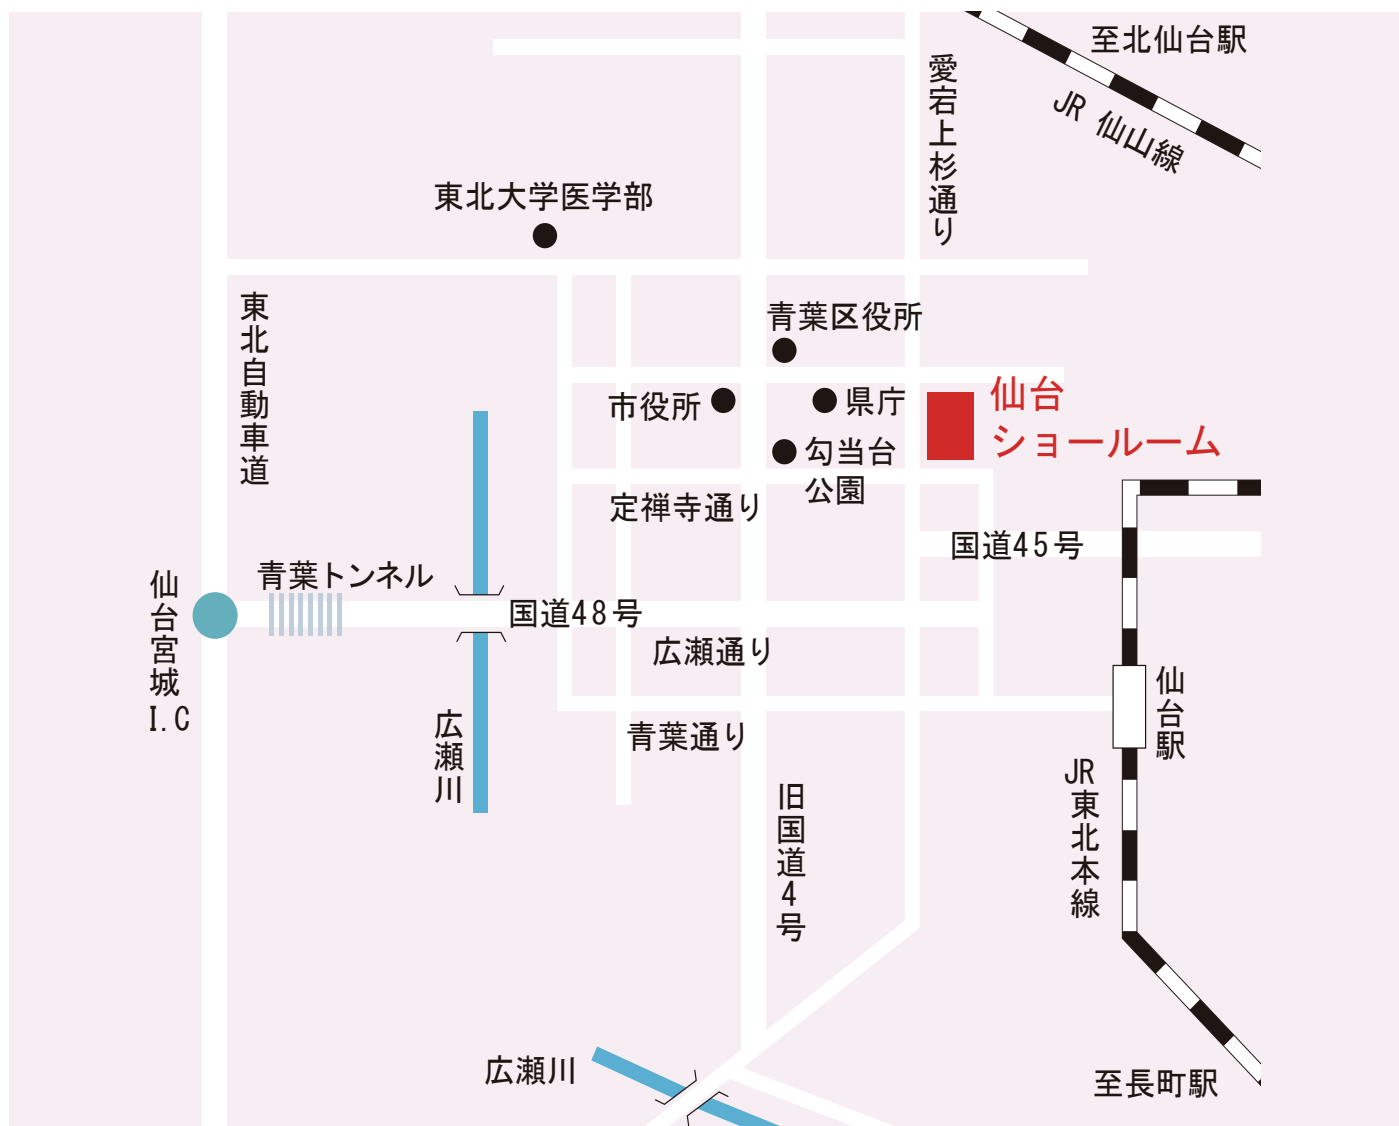 至北仙台駅
JR 仙山線
愛宕上杉通り
東北大学医学部
東北自動車道
青葉区役所
市役所
県庁
仙台
ショールーム
勾当台
公園
定禅寺通り
国道45号
青葉トンネル
仙台宮城I.C
国道48号
広瀬通り
仙台駅
広瀬川
青葉通り
JR東北本線
旧国道4号
広瀬川
至長町駅